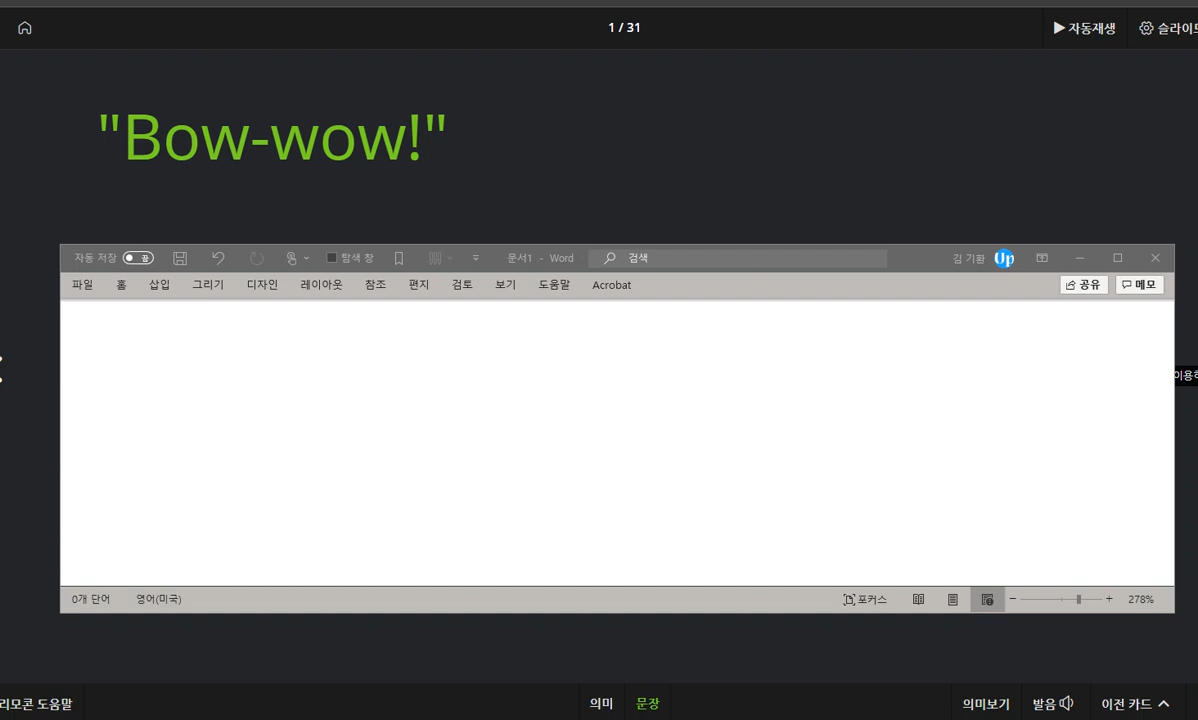 1 / 31
▶ 자동재생
슬라이드
"Bow-wow!"
자동 저장 끔
탐색 창
문서1 - Word
검색
김 기환
Up
파일 홈 삽입 그리기 디자인 레이아웃 참조 편지 검토 보기 도움말 Acrobat
공유
메모
이용하
0개 단어 영어(미국)
포커스
− + 278%
리모콘 도움말
의미
문장
의미보기
발음
이전 카드